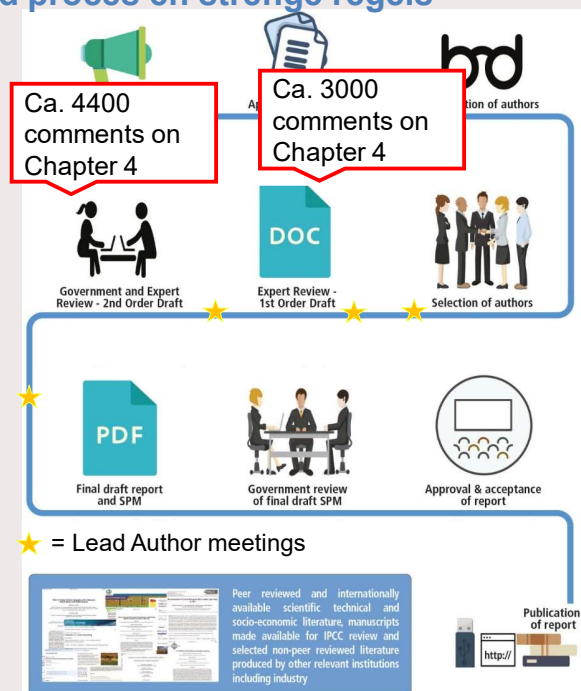 proces en strenge regels
Ca. 4400
comments on
Chapter 4
Ca. 3000
comments on
Chapter 4
tion of authors
DOC
Government and Expert
Review - 2nd Order Draft
Expert Review -
1st Order Draft
Selection of authors
PDF
Final draft report
and SPM
Government review
of final draft SPM
Approval & acceptance
of report
= Lead Author meetings
Peer reviewed and internationally
available scientific technical and
socio-economic literature, manuscripts
made available for IPCC review and
selected non-peer reviewed literature
produced by other relevant institutions
including industry
Publication
of report
http://